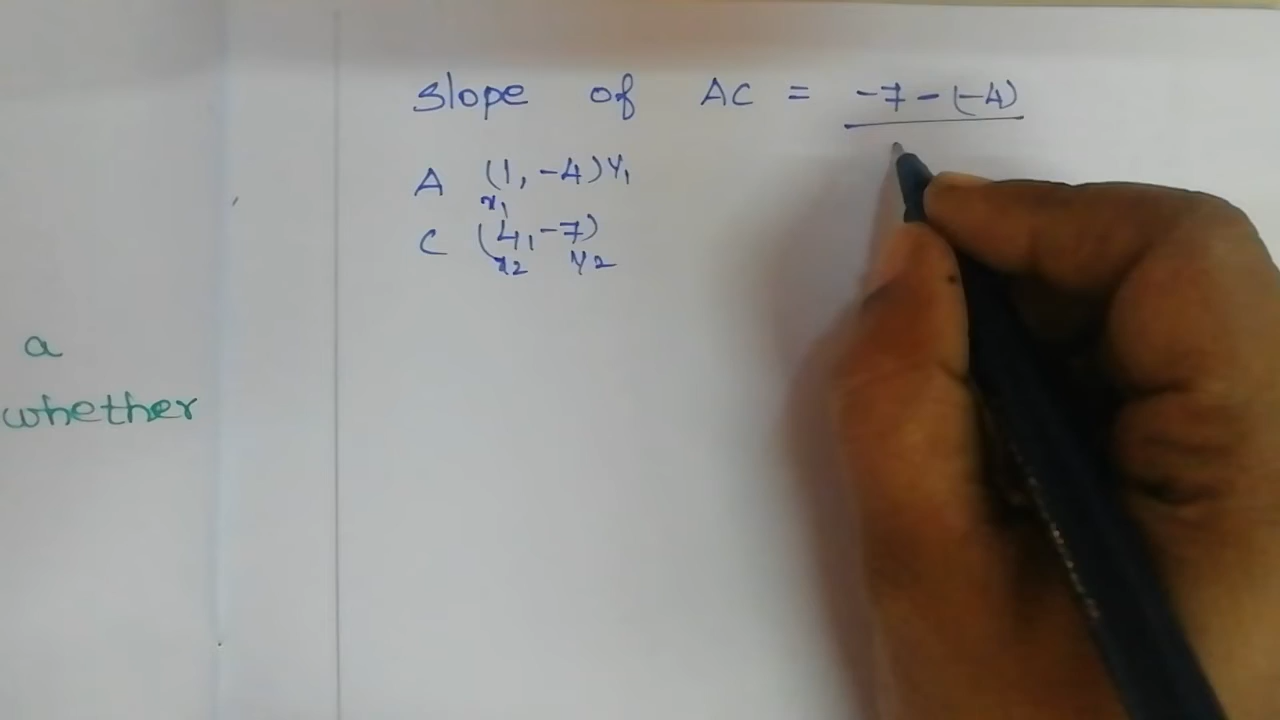 Slope of AC = -7-(-4)
A (1, -4) y₁
x₁
C (4, -7)
x₂ y₂
a
whether